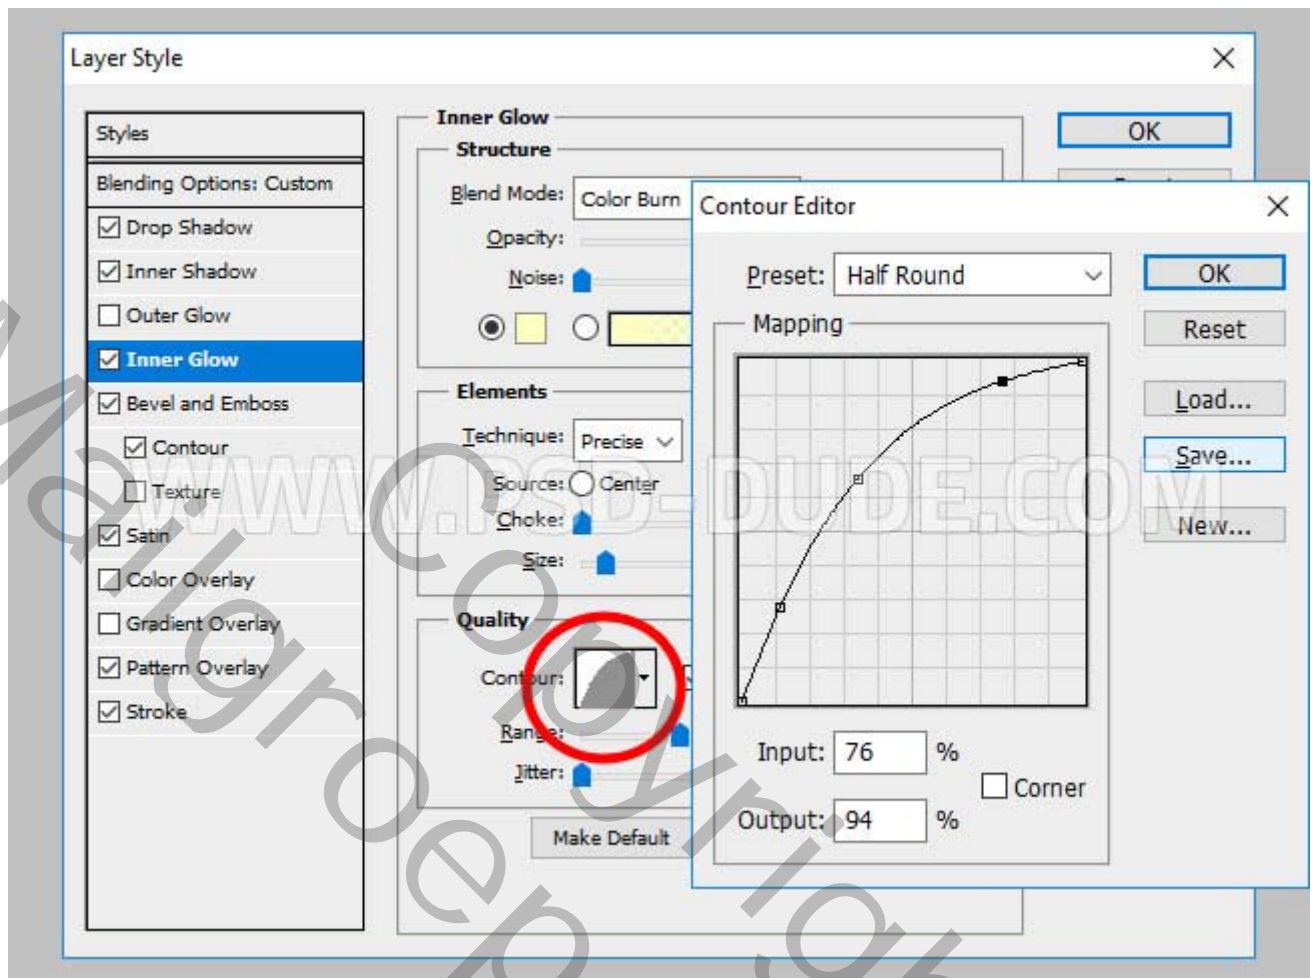 Layer Style
Styles
Blending Options: Custom
Drop Shadow
Inner Shadow
Outer Glow
Inner Glow
Bevel and Emboss
Contour
Texture
Satin
Color Overlay
Gradient Overlay
Pattern Overlay
Stroke
Inner Glow
Structure
Blend Mode: Color Burn
Opacity:
Noise:
Elements
Technique: Precise
Source: Center
Choke:
Size:
Quality
Contour:
Range:
Jitter:
Make Default
OK
Contour Editor
Preset: Half Round
Mapping
Input: 76 %
Output: 94 %
Corner
OK
Reset
Load...
Save...
New...
WWW.PSD-DUDE.COM
Mailgroep Copyright